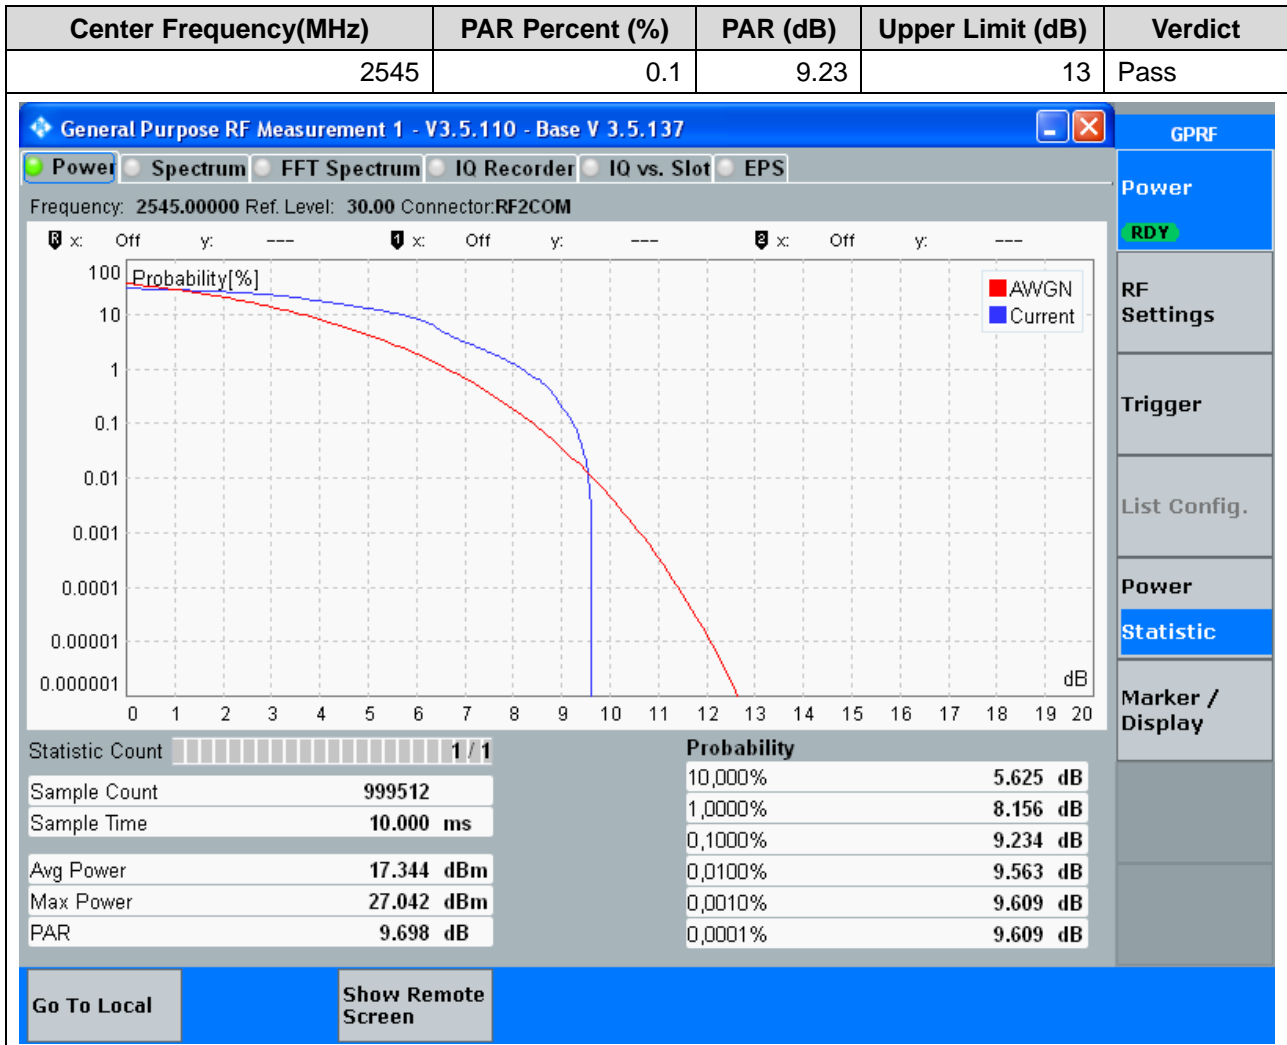 Center Frequency(MHz) PAR Percent (%) PAR (dB) Upper Limit (dB) Verdict
2545 0.1 9.23 13 Pass
General Purpose RF Measurement 1 - V3.5.110 - Base V 3.5.137
GPRF
Power Spectrum FFT Spectrum IQ Recorder IQ vs. Slot EPS
Power
RDY
Frequency: 2545.00000 Ref. Level: 30.00 Connector:RF2COM
R x: Off y: --- 1 x: Off y: --- 2 x: Off y: ---
Probability[%]
AWGN
Current
100
10
1
0.1
0.01
0.001
0.0001
0.00001
0.000001
dB
0 1 2 3 4 5 6 7 8 9 10 11 12 13 14 15 16 17 18 19 20
RF
Settings
Trigger
List Config.
Power
Statistic
Marker /
Display
Statistic Count 1 / 1
Sample Count 999512
Sample Time 10.000 ms
Avg Power 17.344 dBm
Max Power 27.042 dBm
PAR 9.698 dB
Probability
10,000% 5.625 dB
1,0000% 8.156 dB
0,1000% 9.234 dB
0,0100% 9.563 dB
0,0010% 9.609 dB
0,0001% 9.609 dB
Go To Local
Show Remote
Screen